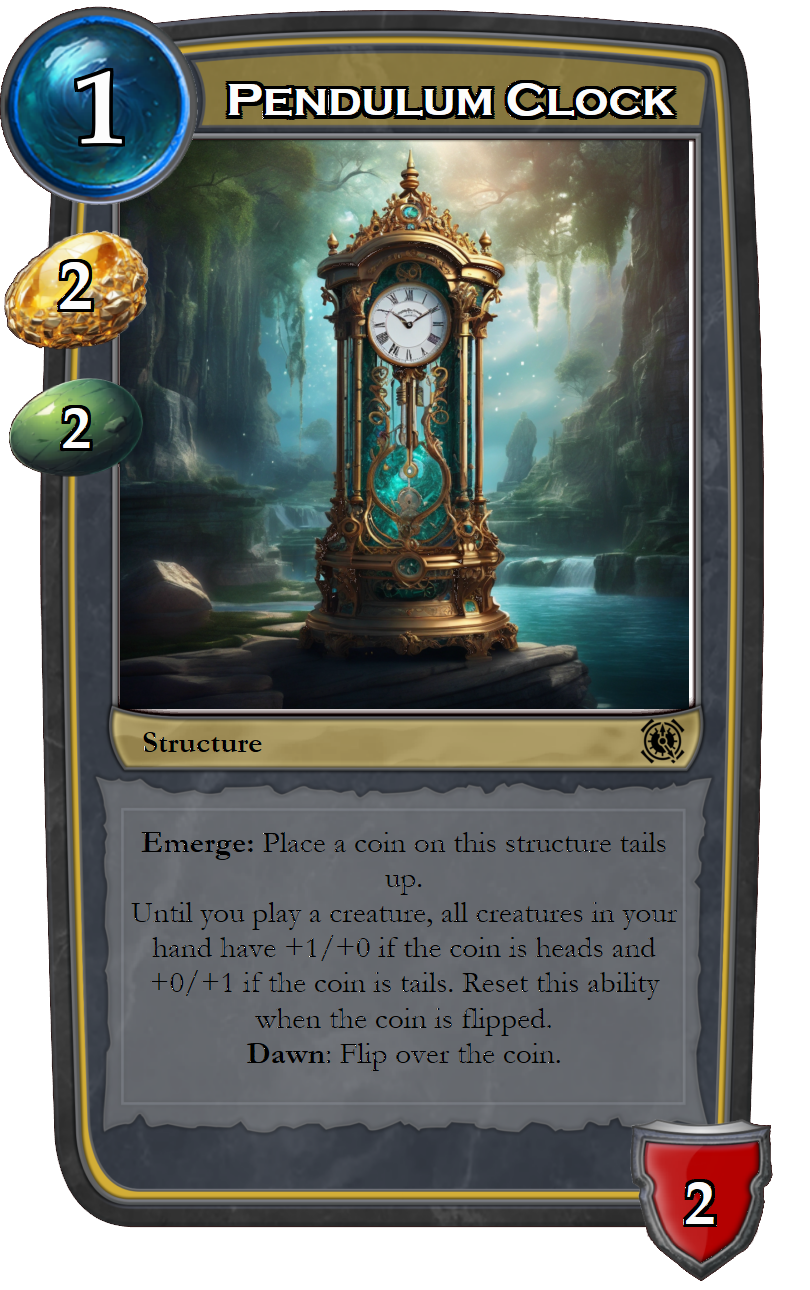 1
Pendulum Clock
2
2
Structure
Emerge: Place a coin on this structure tails
up.
Until you play a creature, all creatures in your
hand have +1/+0 if the coin is heads and
+0/+1 if the coin is tails. Reset this ability
when the coin is flipped.
Dawn: Flip over the coin.
2